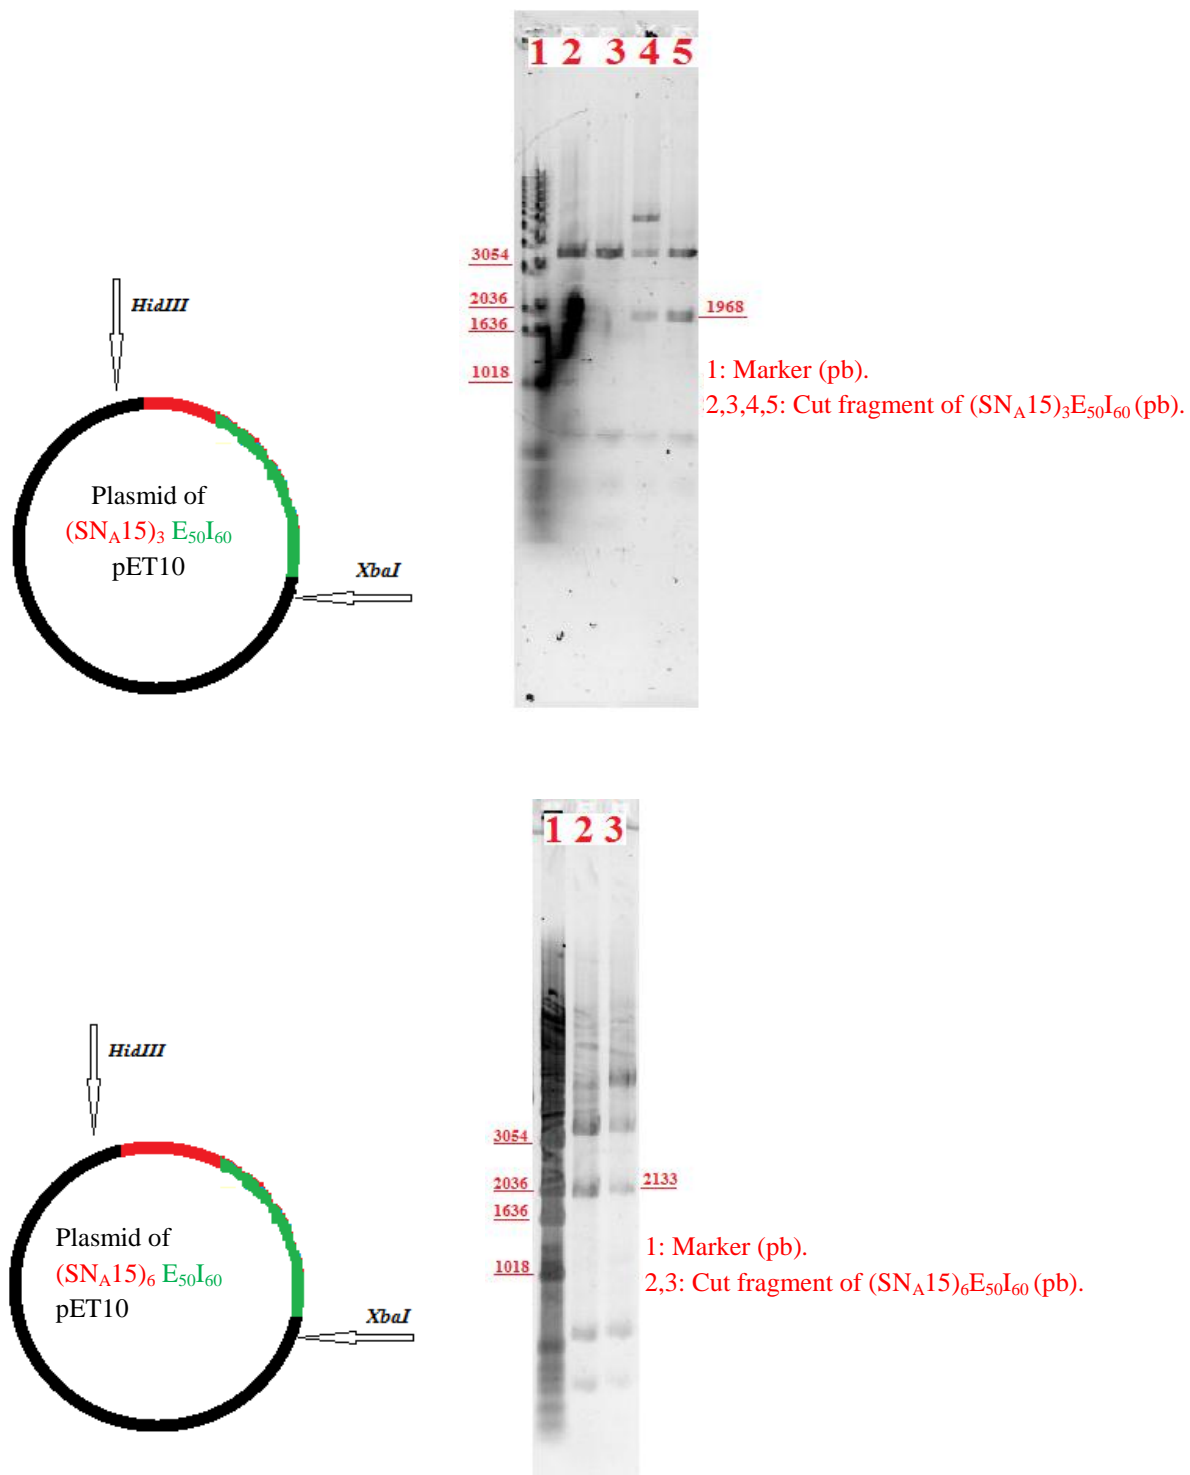 1 2 3 4 5
3054
2036
1636
1018
1968
HidIII
Plasmid of
(SNA15)3 E50I60
pET10
XbaI
1: Marker (pb).
2,3,4,5: Cut fragment of (SNA15)3E50I60 (pb).
1 2 3
3054
2036
1636
1018
2133
HidIII
Plasmid of
(SNA15)6 E50I60
pET10
XbaI
1: Marker (pb).
2,3: Cut fragment of (SNA15)6E50I60 (pb).